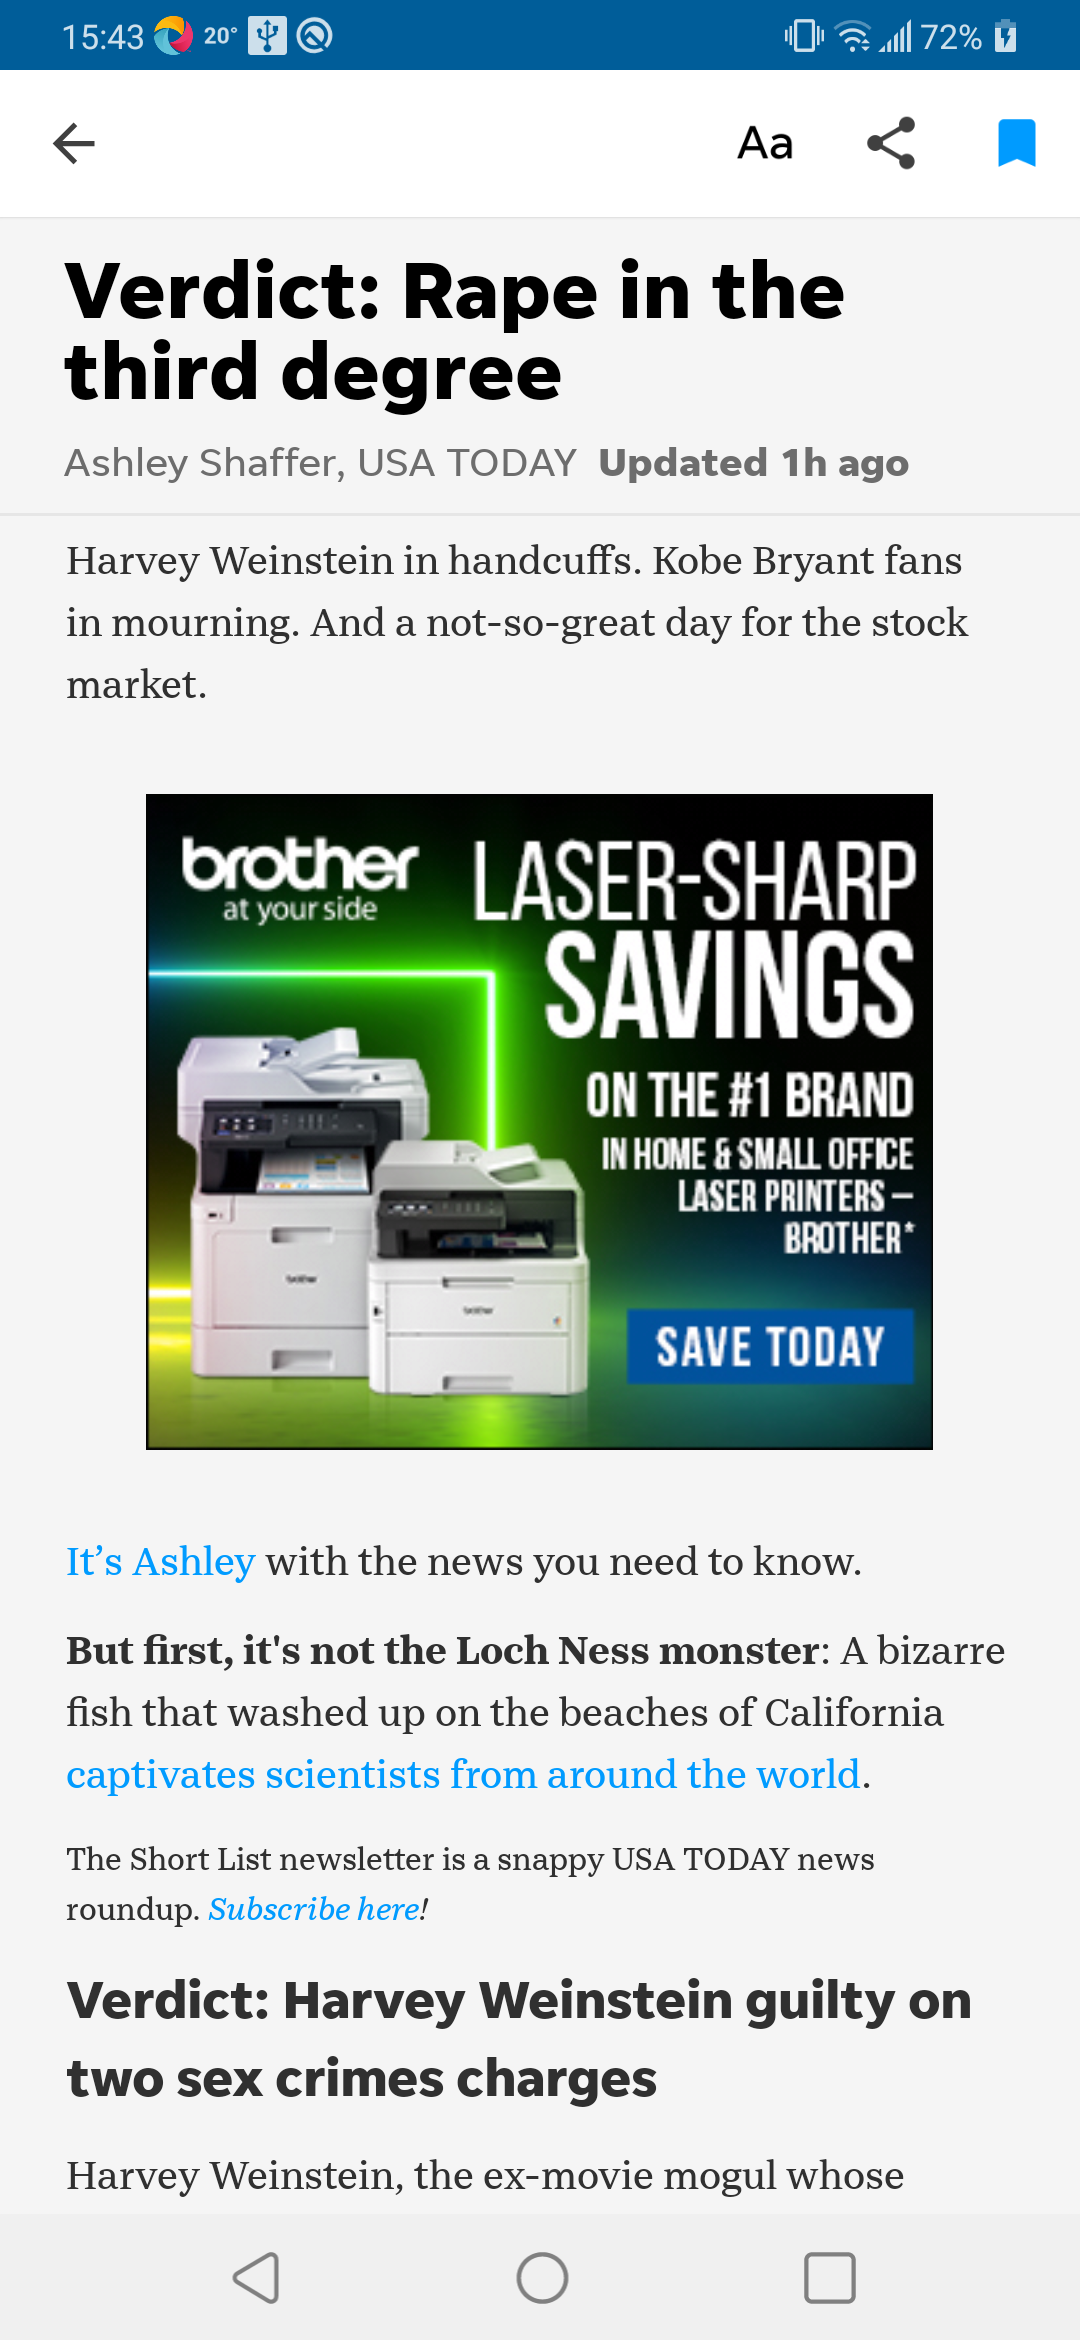 15:43 20° 72%
Aa
Verdict: Rape in the
third degree
Ashley Shaffer, USA TODAY Updated 1h ago
Harvey Weinstein in handcuffs. Kobe Bryant fans
in mourning. And a not-so-great day for the stock
market.
brother
at your side
LASER-SHARP
SAVINGS
ON THE #1 BRAND
IN HOME & SMALL OFFICE
LASER PRINTERS –
BROTHER*
brother
brother
SAVE TODAY
It’s Ashley with the news you need to know.
But first, it's not the Loch Ness monster: A bizarre
fish that washed up on the beaches of California
captivates scientists from around the world.
The Short List newsletter is a snappy USA TODAY news
roundup. Subscribe here!
Verdict: Harvey Weinstein guilty on
two sex crimes charges
Harvey Weinstein, the ex-movie mogul whose